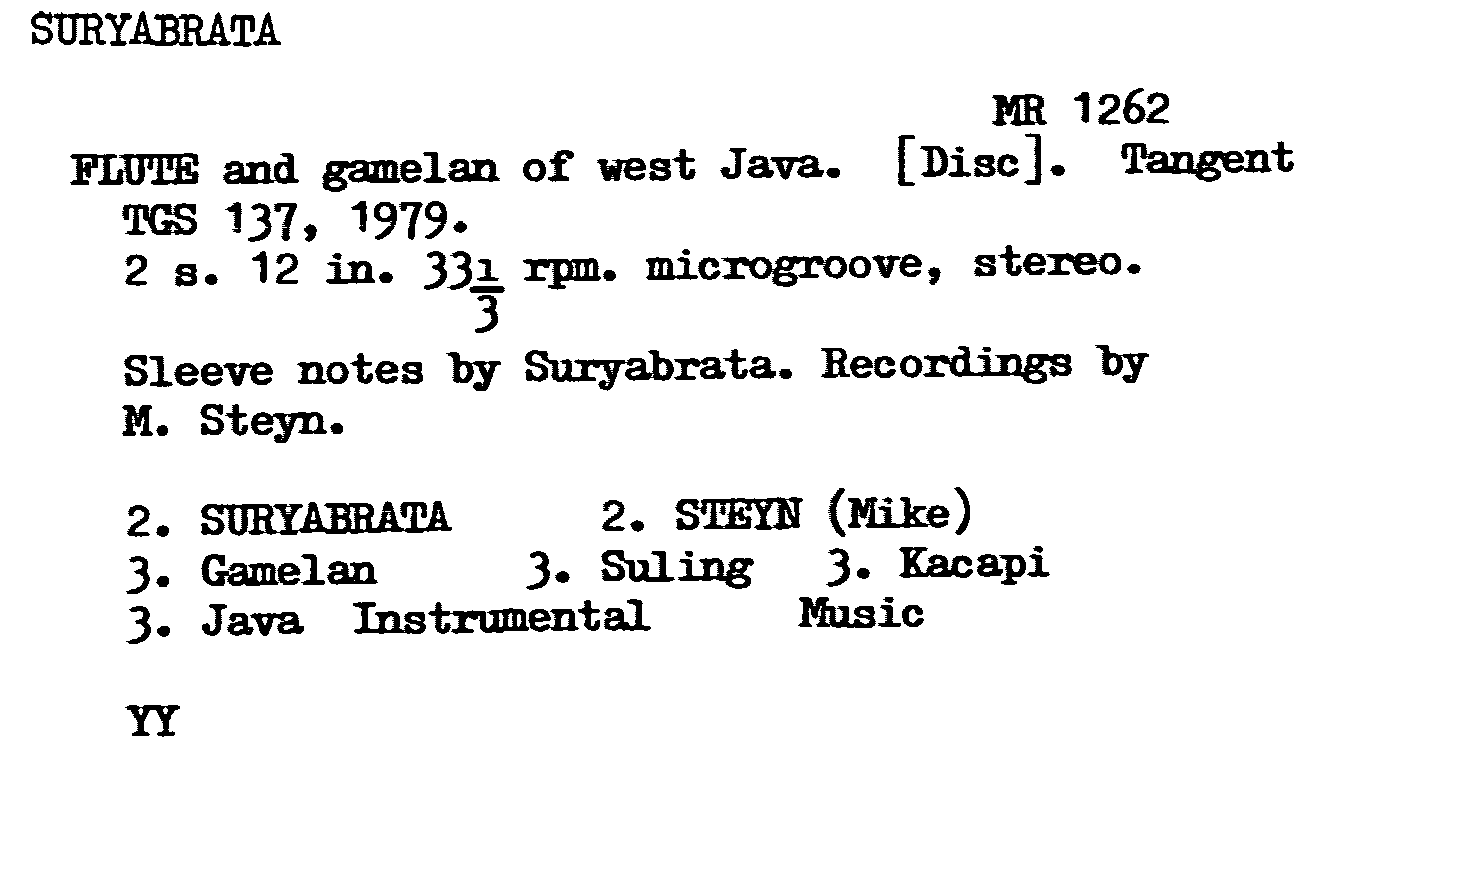 SURYABRATA
MR 1262
FLUTE and gamelan of west Java. [Disc]. Tangent
TGS 137, 1979.
2 s. 12 in. 33 1/3 rpm. microgroove, stereo.
Sleeve notes by Suryabrata. Recordings by
M. Steyn.
2. SURYABRATA 2. STEYN (Mike)
3. Gamelan 3. Suling 3. Kacapi
3. Java Instrumental Music
YY